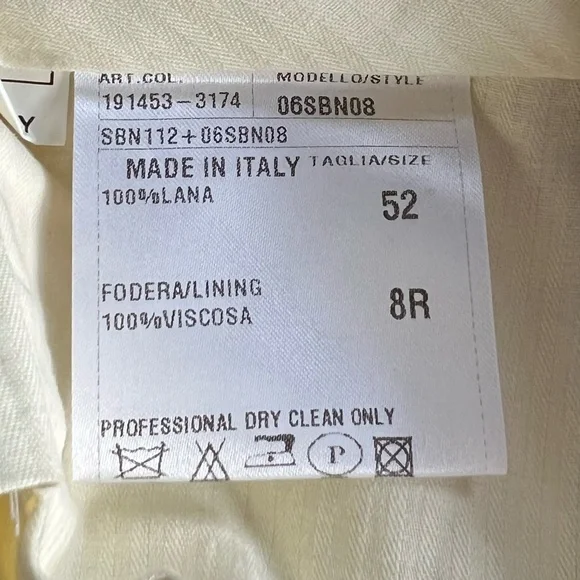 Y
ART.COL. MODELLO/STYLE
191453-3174 06SBN08
SBN112+06SBN08
MADE IN ITALY TAGLIA/SIZE
100%LANA 52
FODERA/LINING
100%VISCOSA 8R
PROFESSIONAL DRY CLEAN ONLY
P